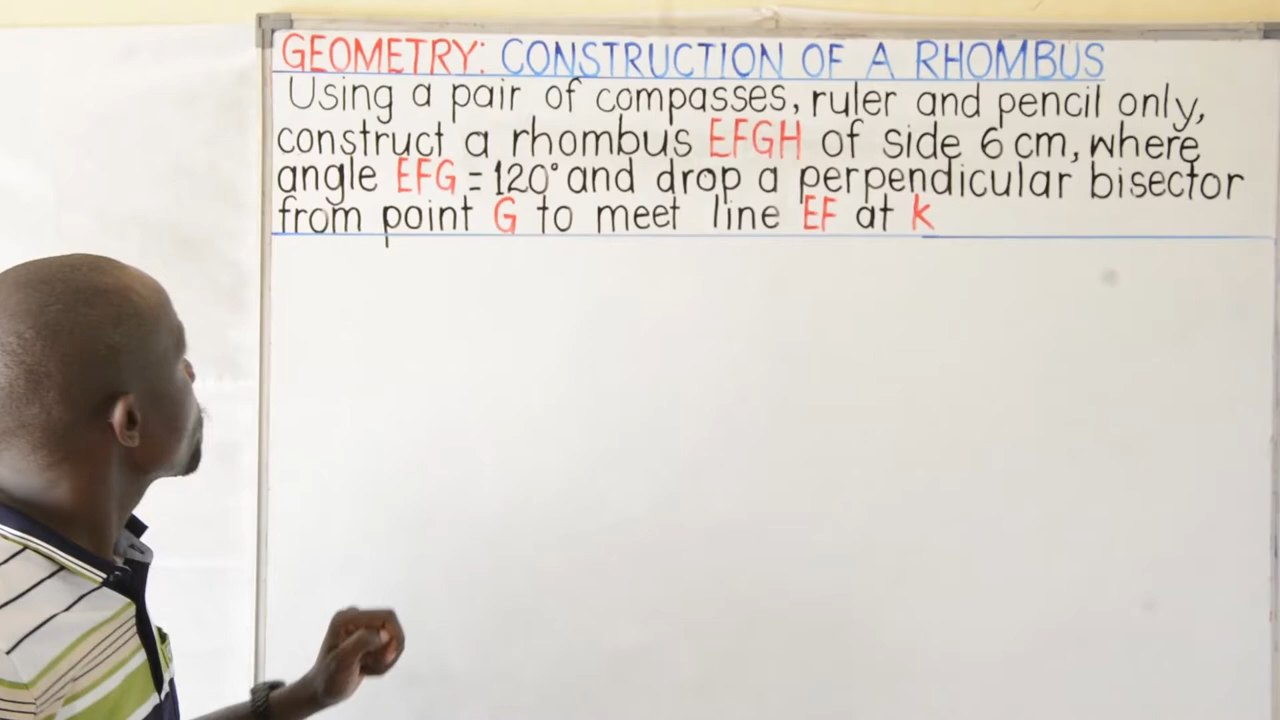 GEOMETRY: CONSTRUCTION OF A RHOMBUS
Using a pair of compasses, ruler and pencil only,
construct a rhombus EFGH of side 6 cm, where
angle EFG = 120° and drop a perpendicular bisector
from point G to meet line EF at K